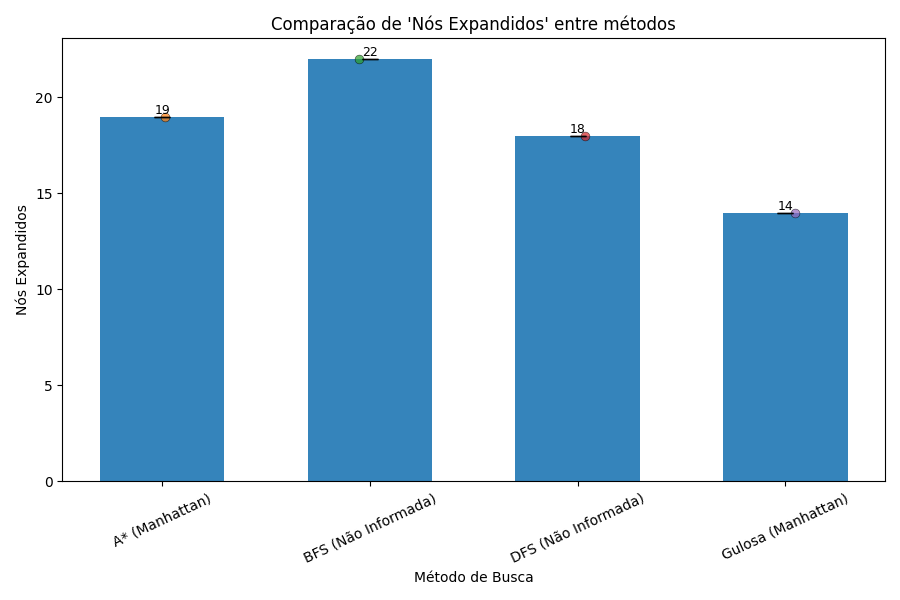 Comparação de 'Nós Expandidos' entre métodos
Nós Expandidos
20
15
10
5
0
19
22
18
14
A* (Manhattan)
BFS (Não Informada)
DFS (Não Informada)
Gulosa (Manhattan)
Método de Busca